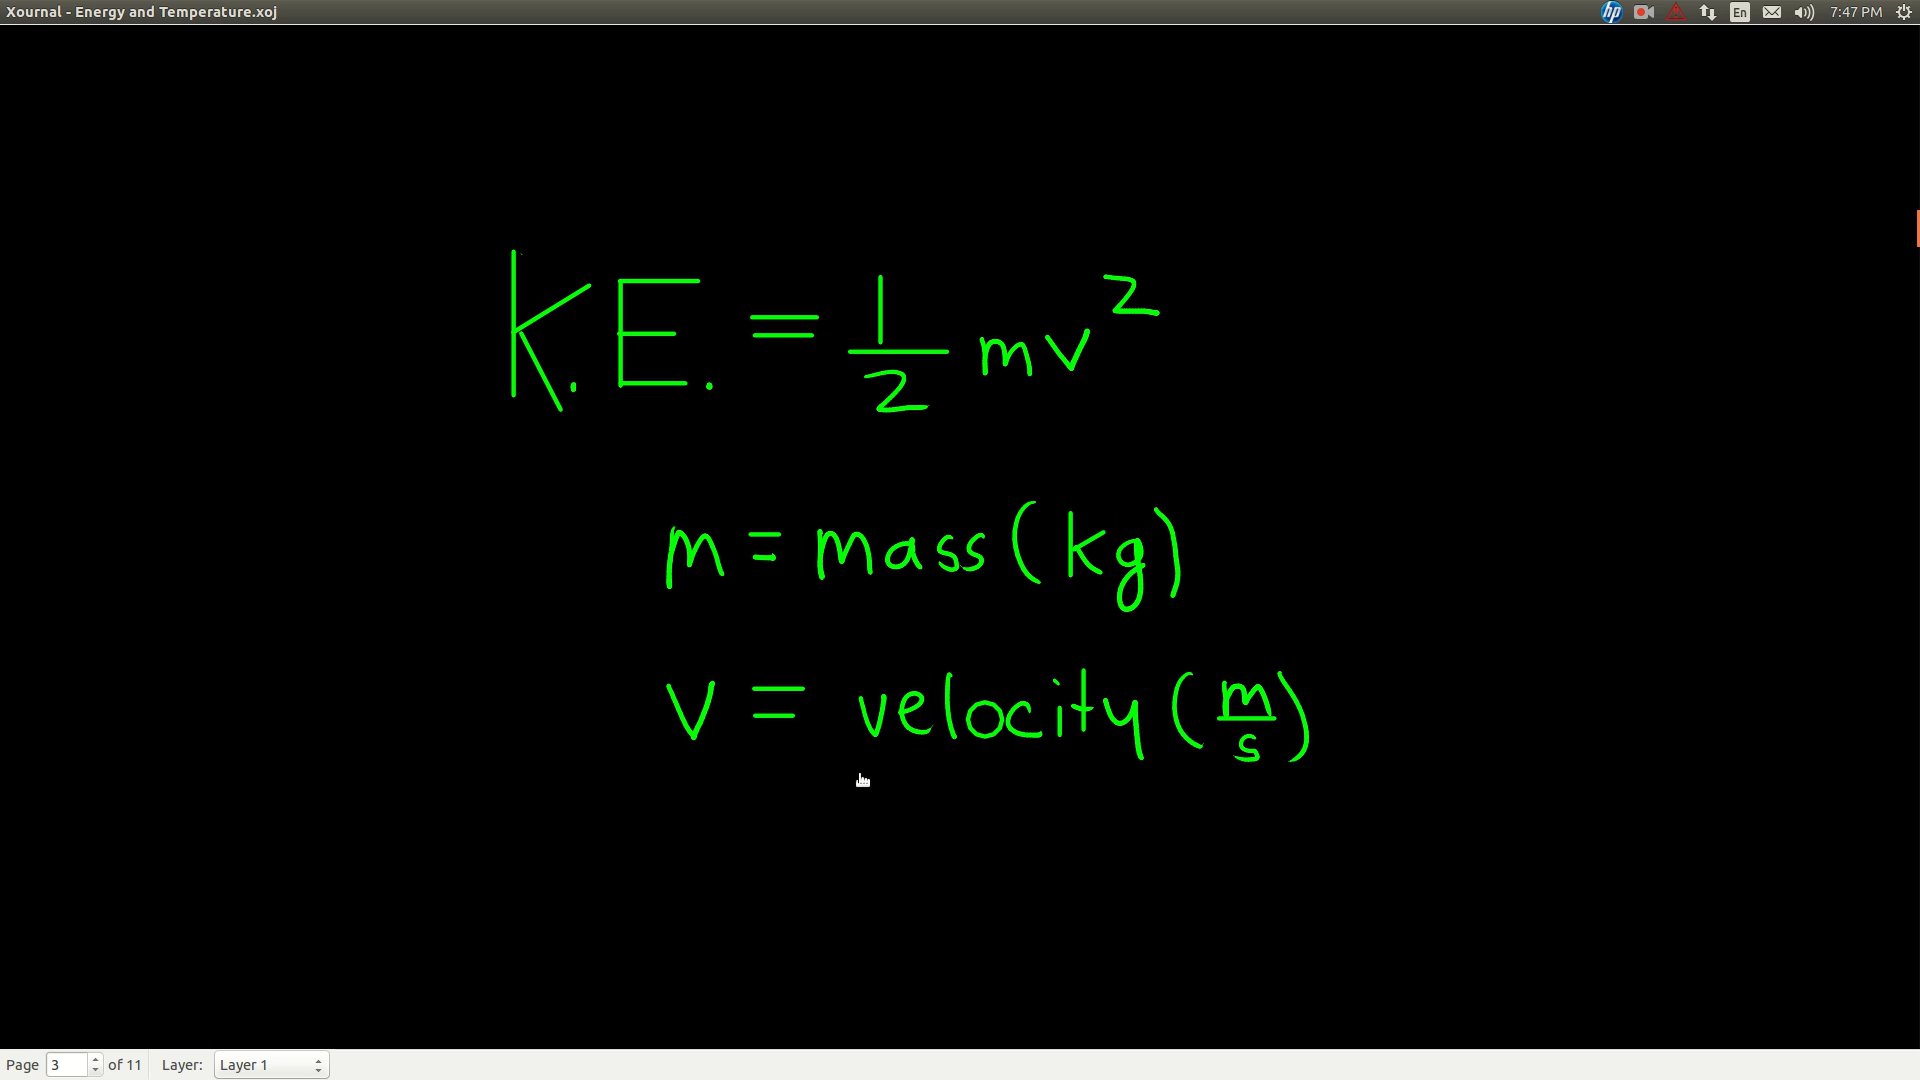 Xournal - Energy and Temperature.xoj
hp En 7:47 PM
K.E. = 1/2 mv²
m = mass (kg)
v = velocity (m/s)
Page 3 of 11 Layer: Layer 1